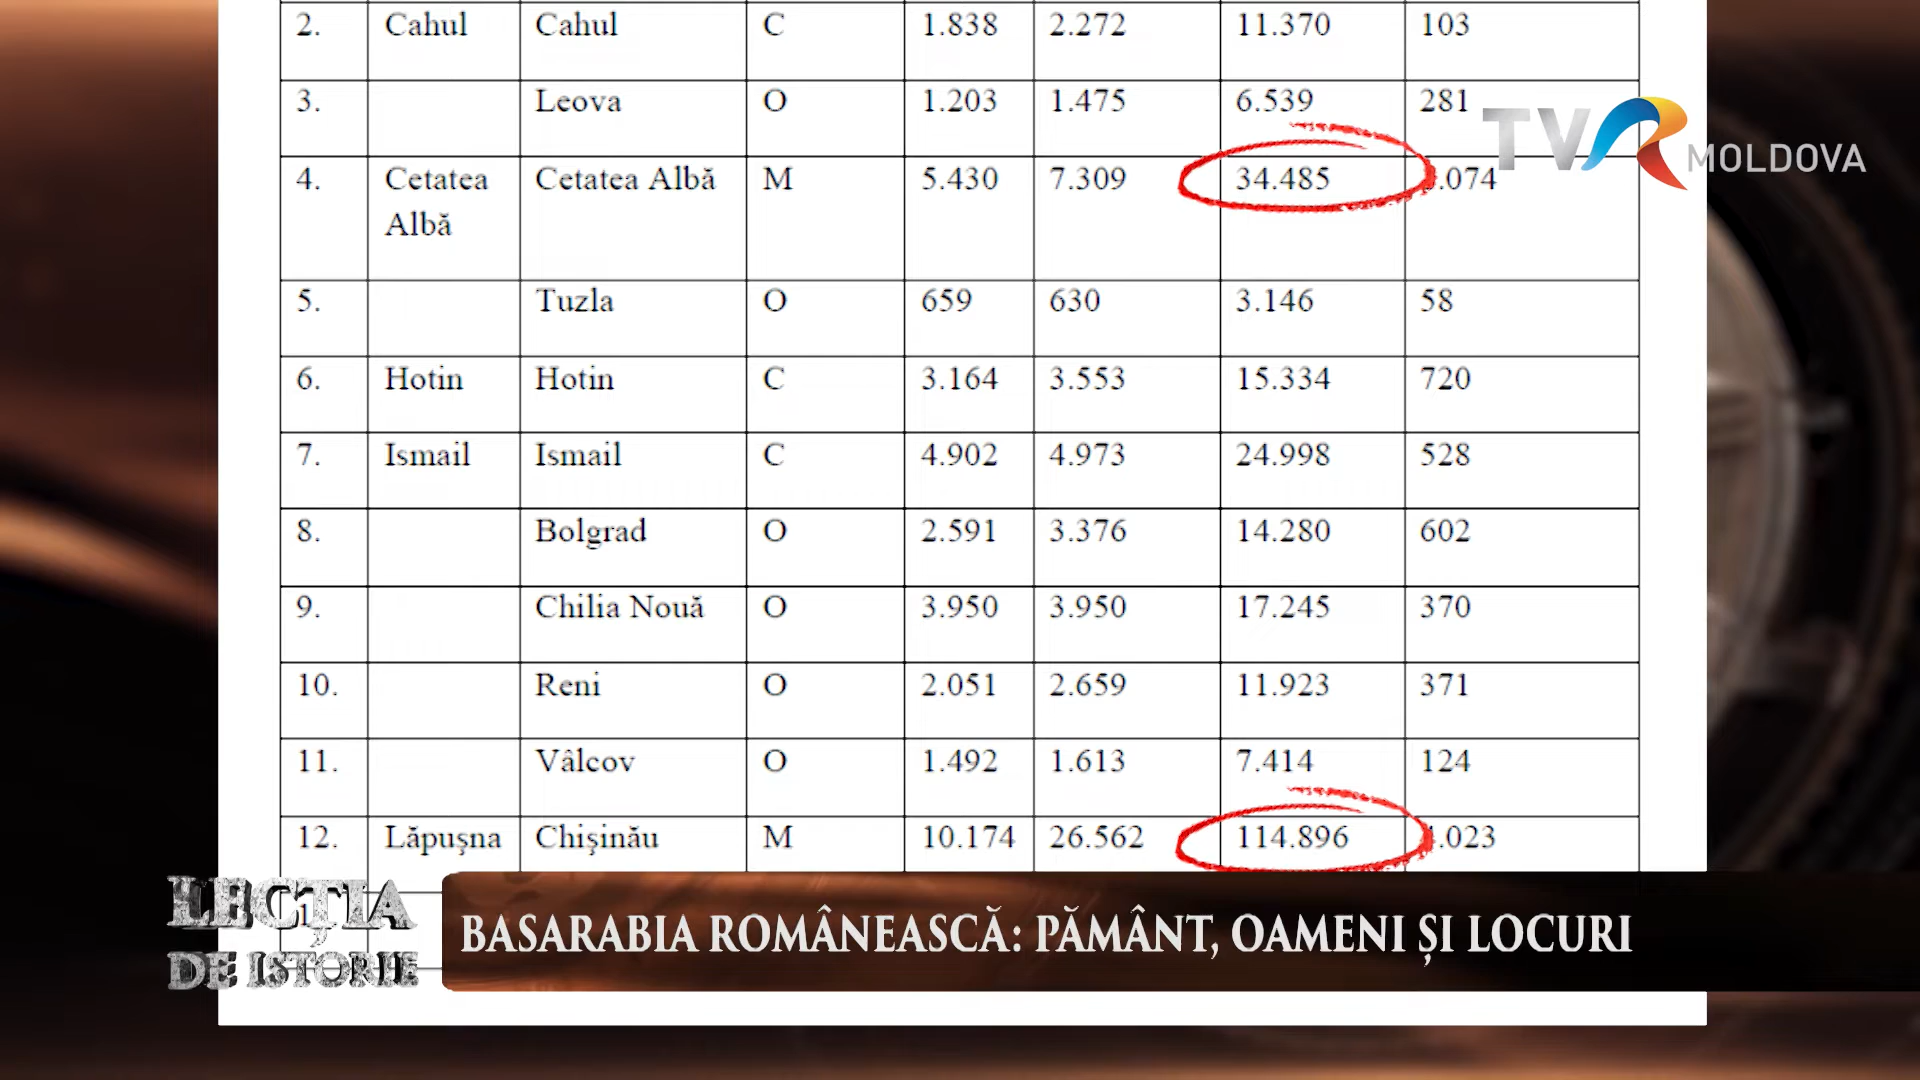 2. Cahul Cahul C 1.838 2.272 11.370 103
3. Leova O 1.203 1.475 6.539 281
TVR MOLDOVA
4. Cetatea Cetatea Albă M 5.430 7.309 34.485 .074
Albă
5. Tuzla O 659 630 3.146 58
6. Hotin Hotin C 3.164 3.553 15.334 720
7. Ismail Ismail C 4.902 4.973 24.998 528
8. Bolgrad O 2.591 3.376 14.280 602
9. Chilia Nouă O 3.950 3.950 17.245 370
10. Reni O 2.051 2.659 11.923 371
11. Vâlcov O 1.492 1.613 7.414 124
12. Lăpuşna Chişinău M 10.174 26.562 114.896 .023
LECȚIA
DE ISTORIE
BASARABIA ROMÂNEASCĂ: PĂMÂNT, OAMENI ȘI LOCURI